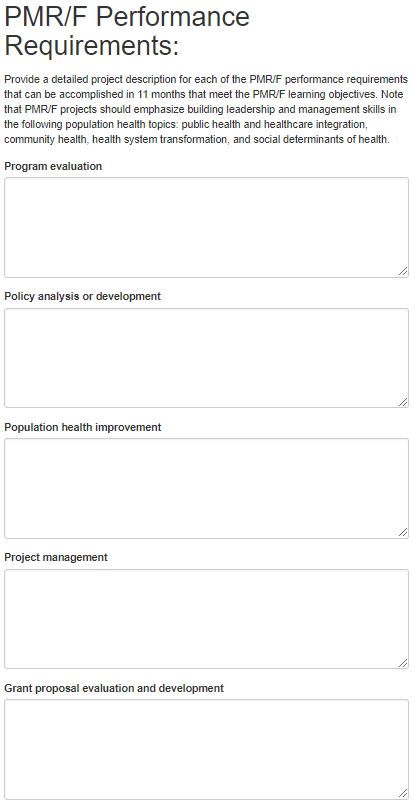 PMR/F Performance
Requirements:
Provide a detailed project description for each of the PMR/F performance requirements
that can be accomplished in 11 months that meet the PMR/F learning objectives. Note
that PMR/F projects should emphasize building leadership and management skills in
the following population health topics: public health and healthcare integration,
community health, health system transformation, and social determinants of health.
Program evaluation
Policy analysis or development
Population health improvement
Project management
Grant proposal evaluation and development